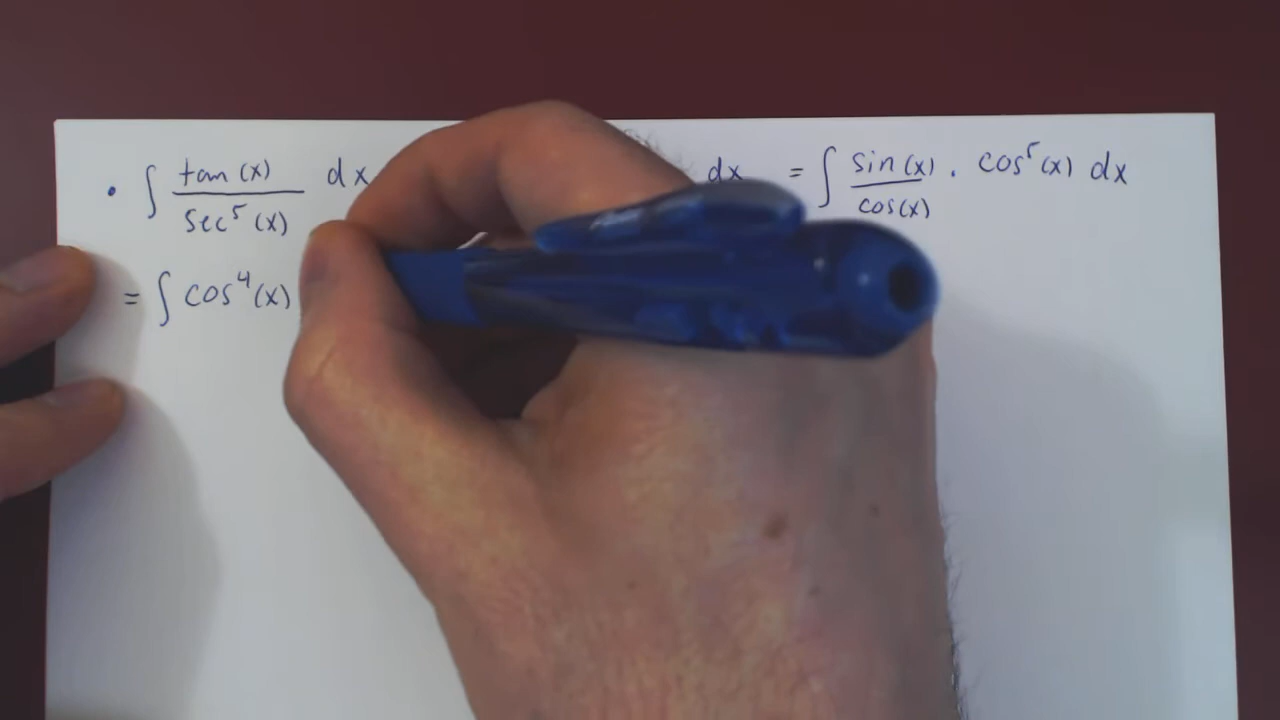 • ∫ tan(x)/sec⁵(x) dx dx = ∫ sin(x)/cos(x) . cos⁵(x) dx
= ∫ cos⁴(x)